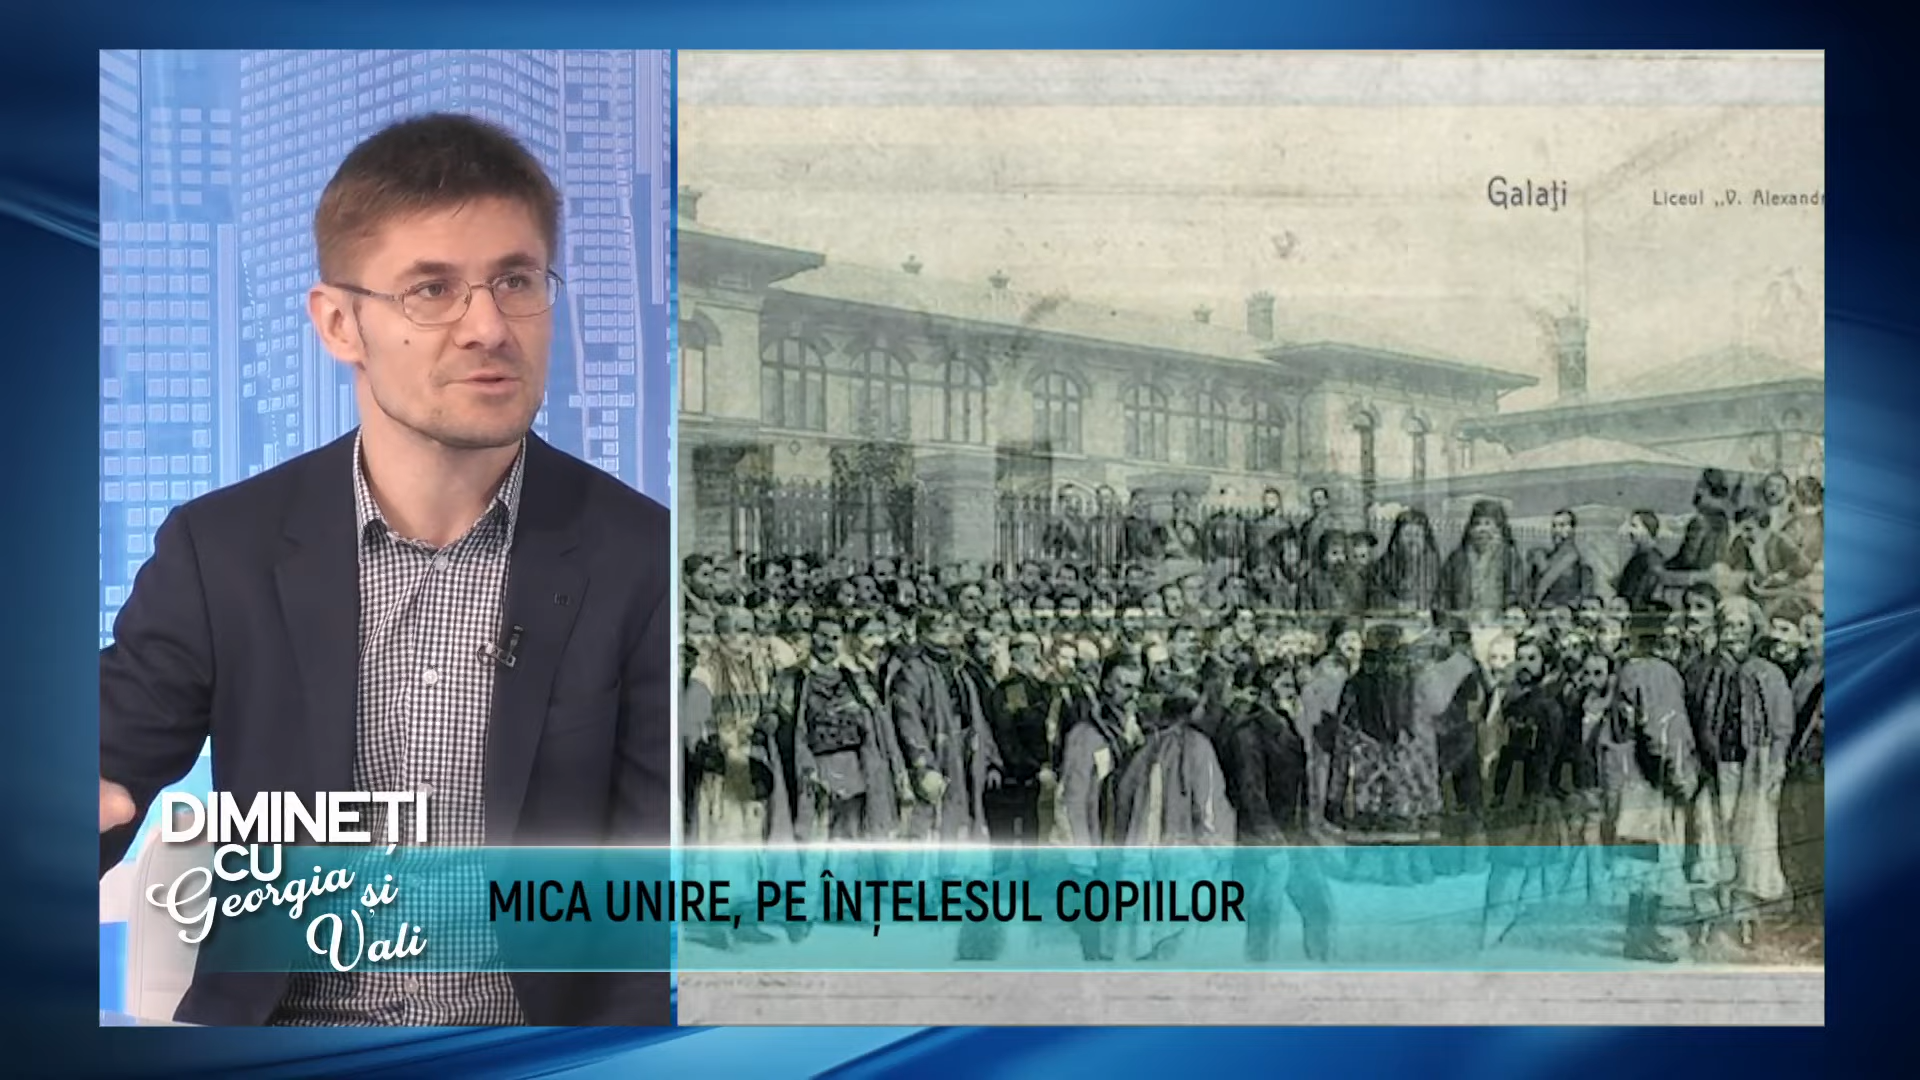 Galați
Liceul „V. Alexandr
DIMINEȚI
CU
Georgia
și
Vali
MICA UNIRE, PE ÎNȚELESUL COPIILOR